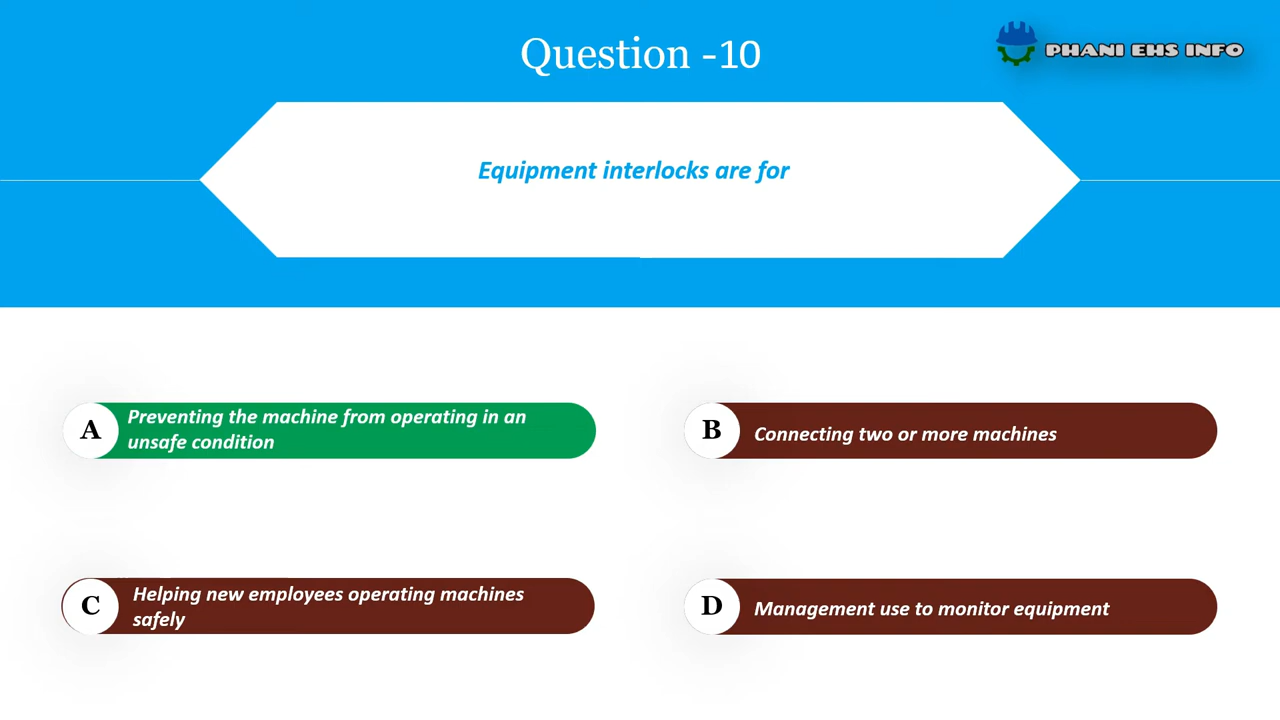 Question -10
PHANI EHS INFO
Equipment interlocks are for
A
Preventing the machine from operating in an
unsafe condition
B
Connecting two or more machines
C
Helping new employees operating machines
safely
D
Management use to monitor equipment